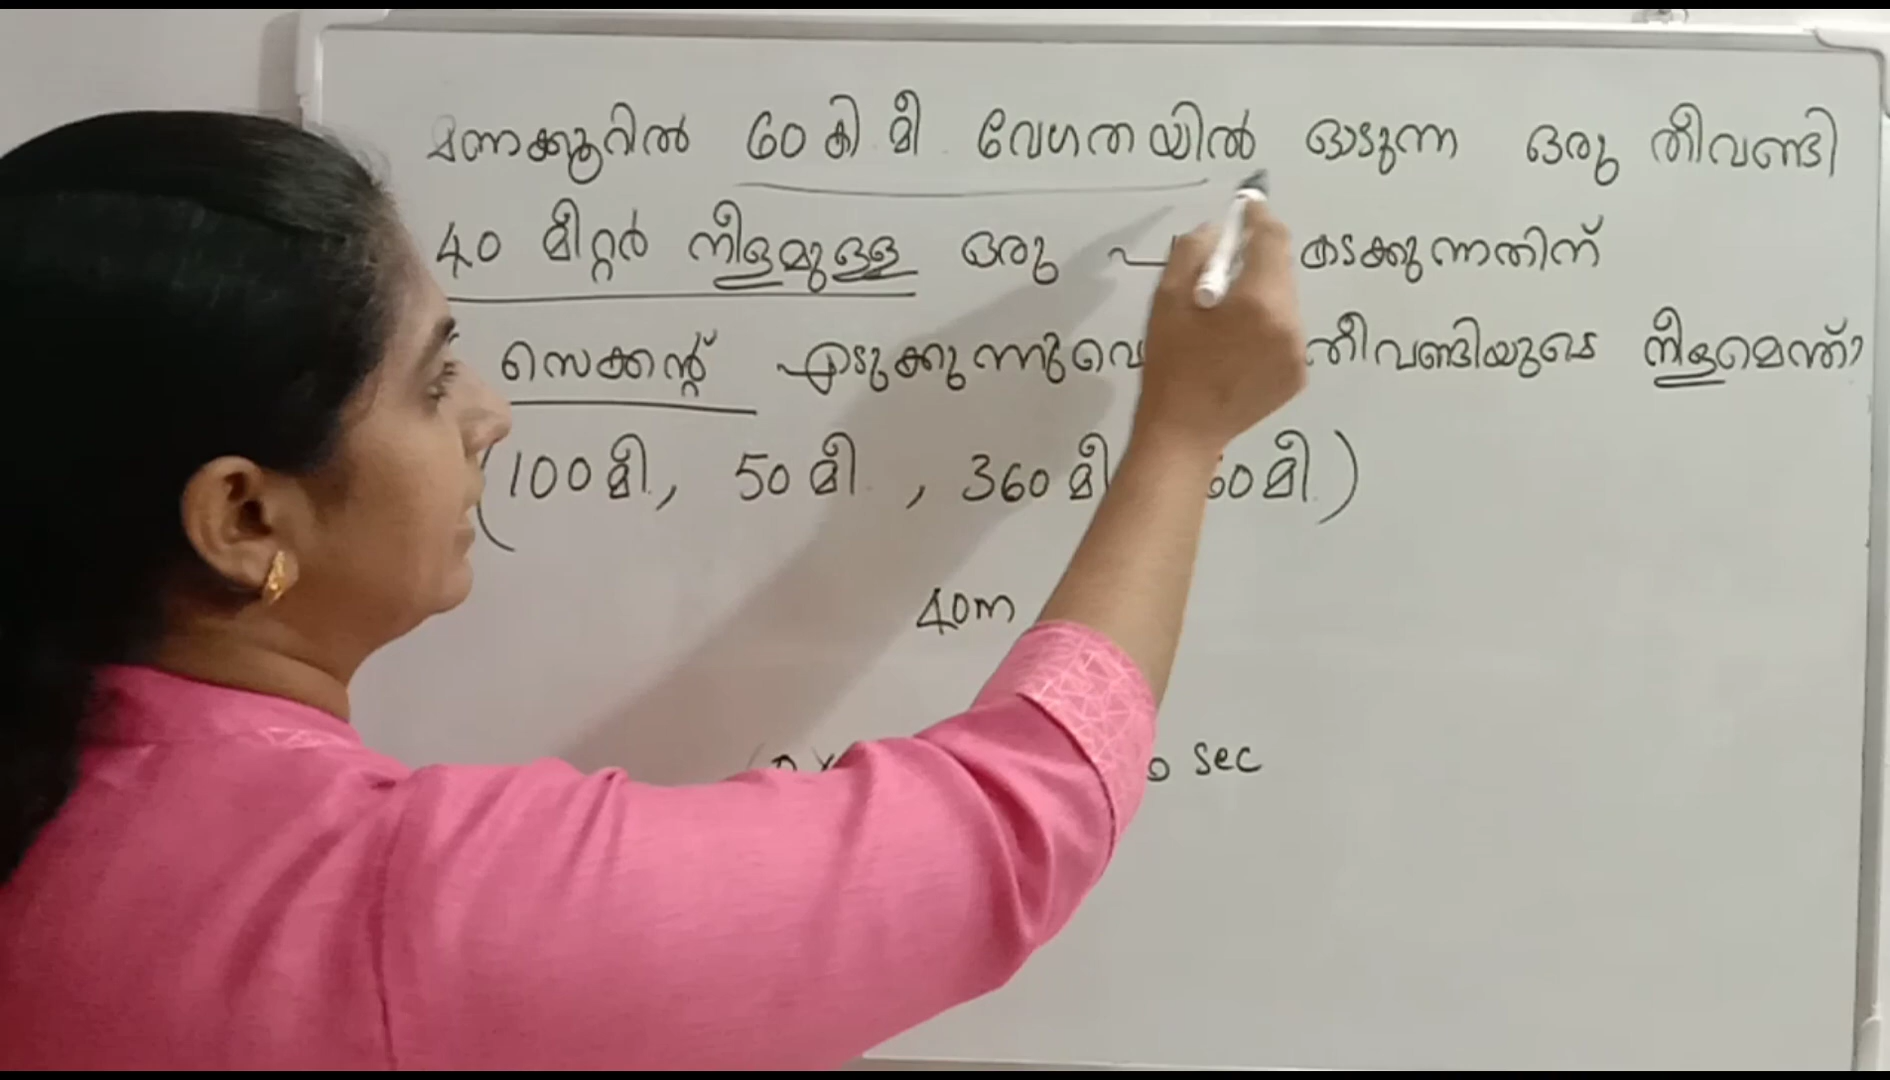 മണിക്കൂറിൽ 60 കി.മീ. വേഗതയിൽ ഓടുന്ന ഒരു തീവണ്ടി
40 മീറ്റർ നീളമുള്ള ഒരു കടക്കുന്നതിന്
സെക്കന്റ് എടുക്കുന്നുവെ തീവണ്ടിയുടെ നീളമെന്ത്?
(100 മീ., 50 മീ., 360 മീ 60 മീ.)
40m
sec